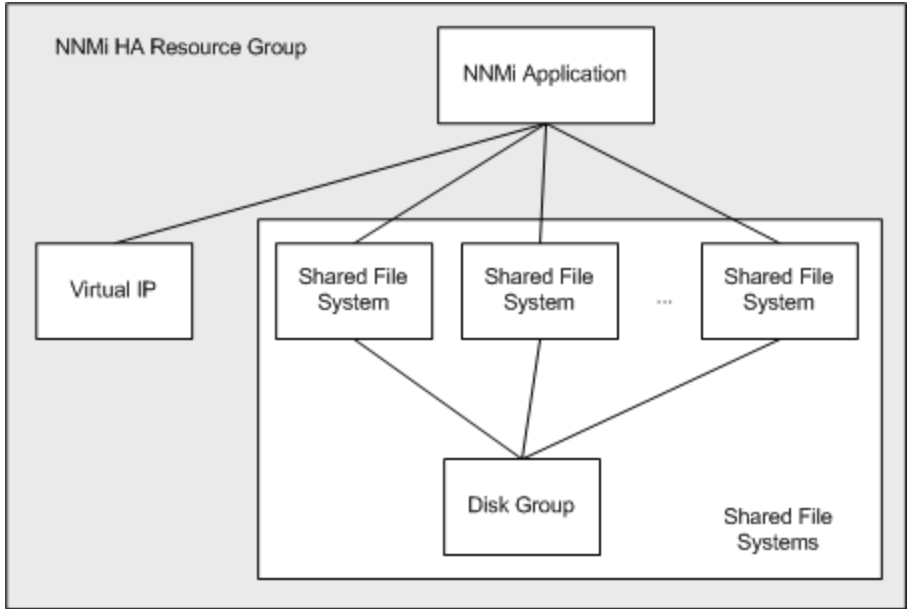 NNMi HA Resource Group
NNMi Application
Virtual IP
Shared File
System
Shared File
System
...
Shared File
System
Disk Group
Shared File
Systems